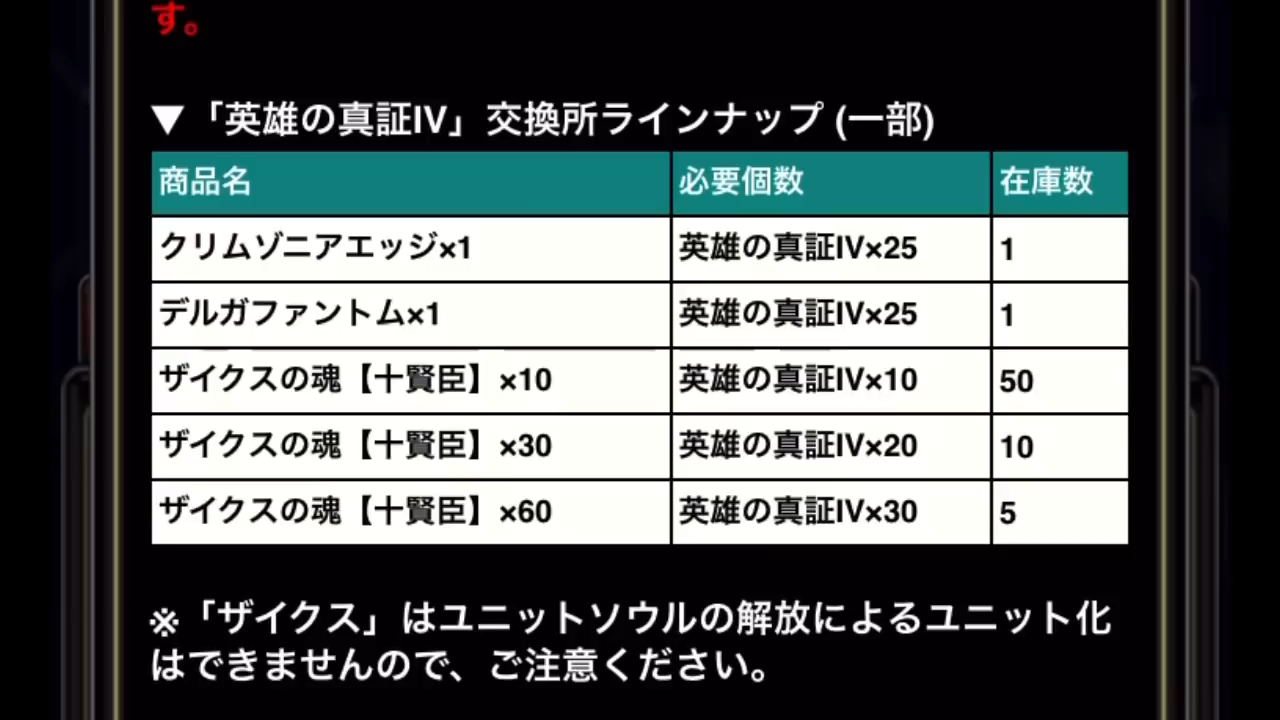 す。
▼「英雄の真証IV」交換所ラインナップ (一部)
商品名 必要個数 在庫数
クリムゾニアエッジ×1 英雄の真証IV×25 1
デルガファントム×1 英雄の真証IV×25 1
ザイクスの魂【十賢臣】×10 英雄の真証IV×10 50
ザイクスの魂【十賢臣】×30 英雄の真証IV×20 10
ザイクスの魂【十賢臣】×60 英雄の真証IV×30 5
※「ザイクス」はユニットソウルの解放によるユニット化
はできませんので、ご注意ください。